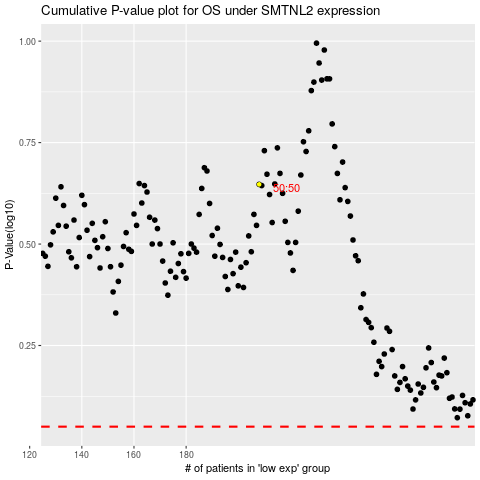 Cumulative P-value plot for OS under SMTNL2 expression
1.00
0.75
0.50
0.25
P-Value(log10)
50:50
120 140 160 180
# of patients in 'low exp' group